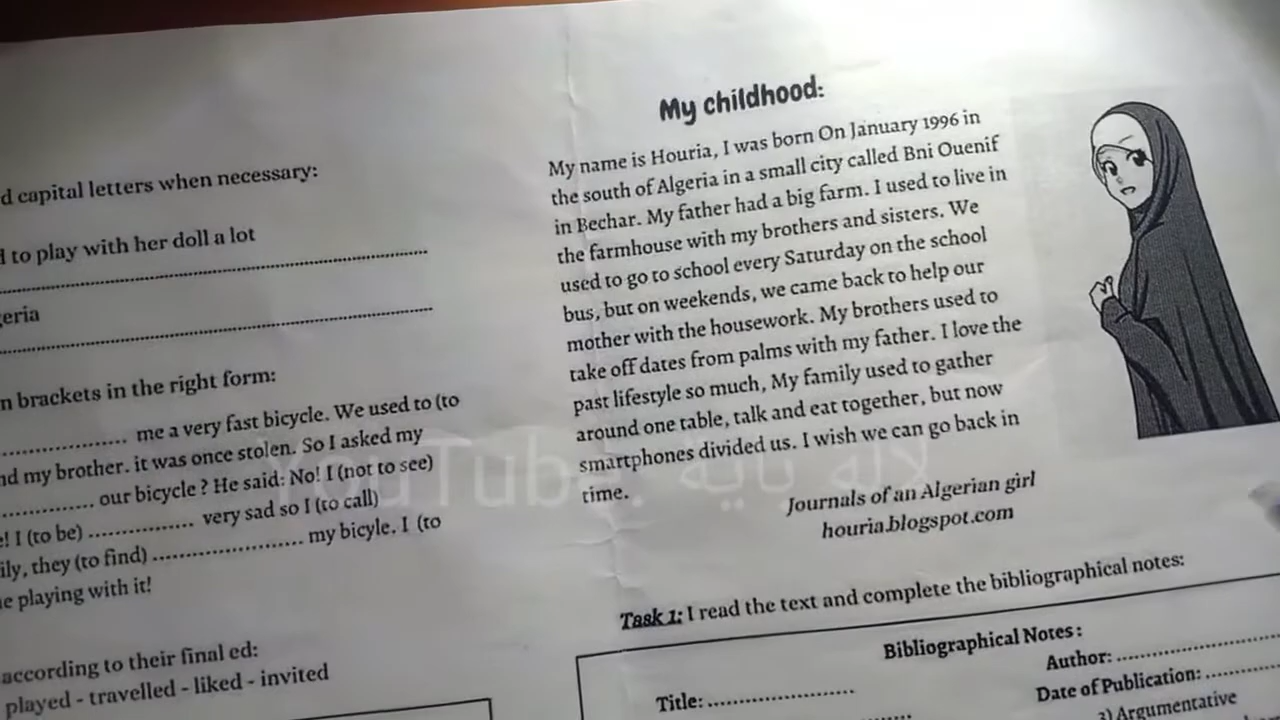 d capital letters when necessary:
d to play with her doll a lot
geria
n brackets in the right form:
me a very fast bicycle. We used to (to
nd my brother. it was once stolen. So I asked my
our bicycle ? He said: No! I (not to see)
e! I (to be) ............... very sad so I (to call)
ily, they (to find) ...................... my bicyle. I (to
e playing with it!
according to their final ed:
played - travelled - liked - invited
My childhood:
My name is Houria, I was born On January 1996 in
the south of Algeria in a small city called Bni Ouenif
in Bechar. My father had a big farm. I used to live in
the farmhouse with my brothers and sisters. We
used to go to school every Saturday on the school
bus, but on weekends, we came back to help our
mother with the housework. My brothers used to
take off dates from palms with my father. I love the
past lifestyle so much, My family used to gather
around one table, talk and eat together, but now
smartphones divided us. I wish we can go back in
time.
Journals of an Algerian girl
houria.blogspot.com
Task 1: I read the text and complete the bibliographical notes:
Bibliographical Notes :
Title: ......................
Author: ......................
Date of Publication: ............
3) Argumentative
YouTube: لالة باية